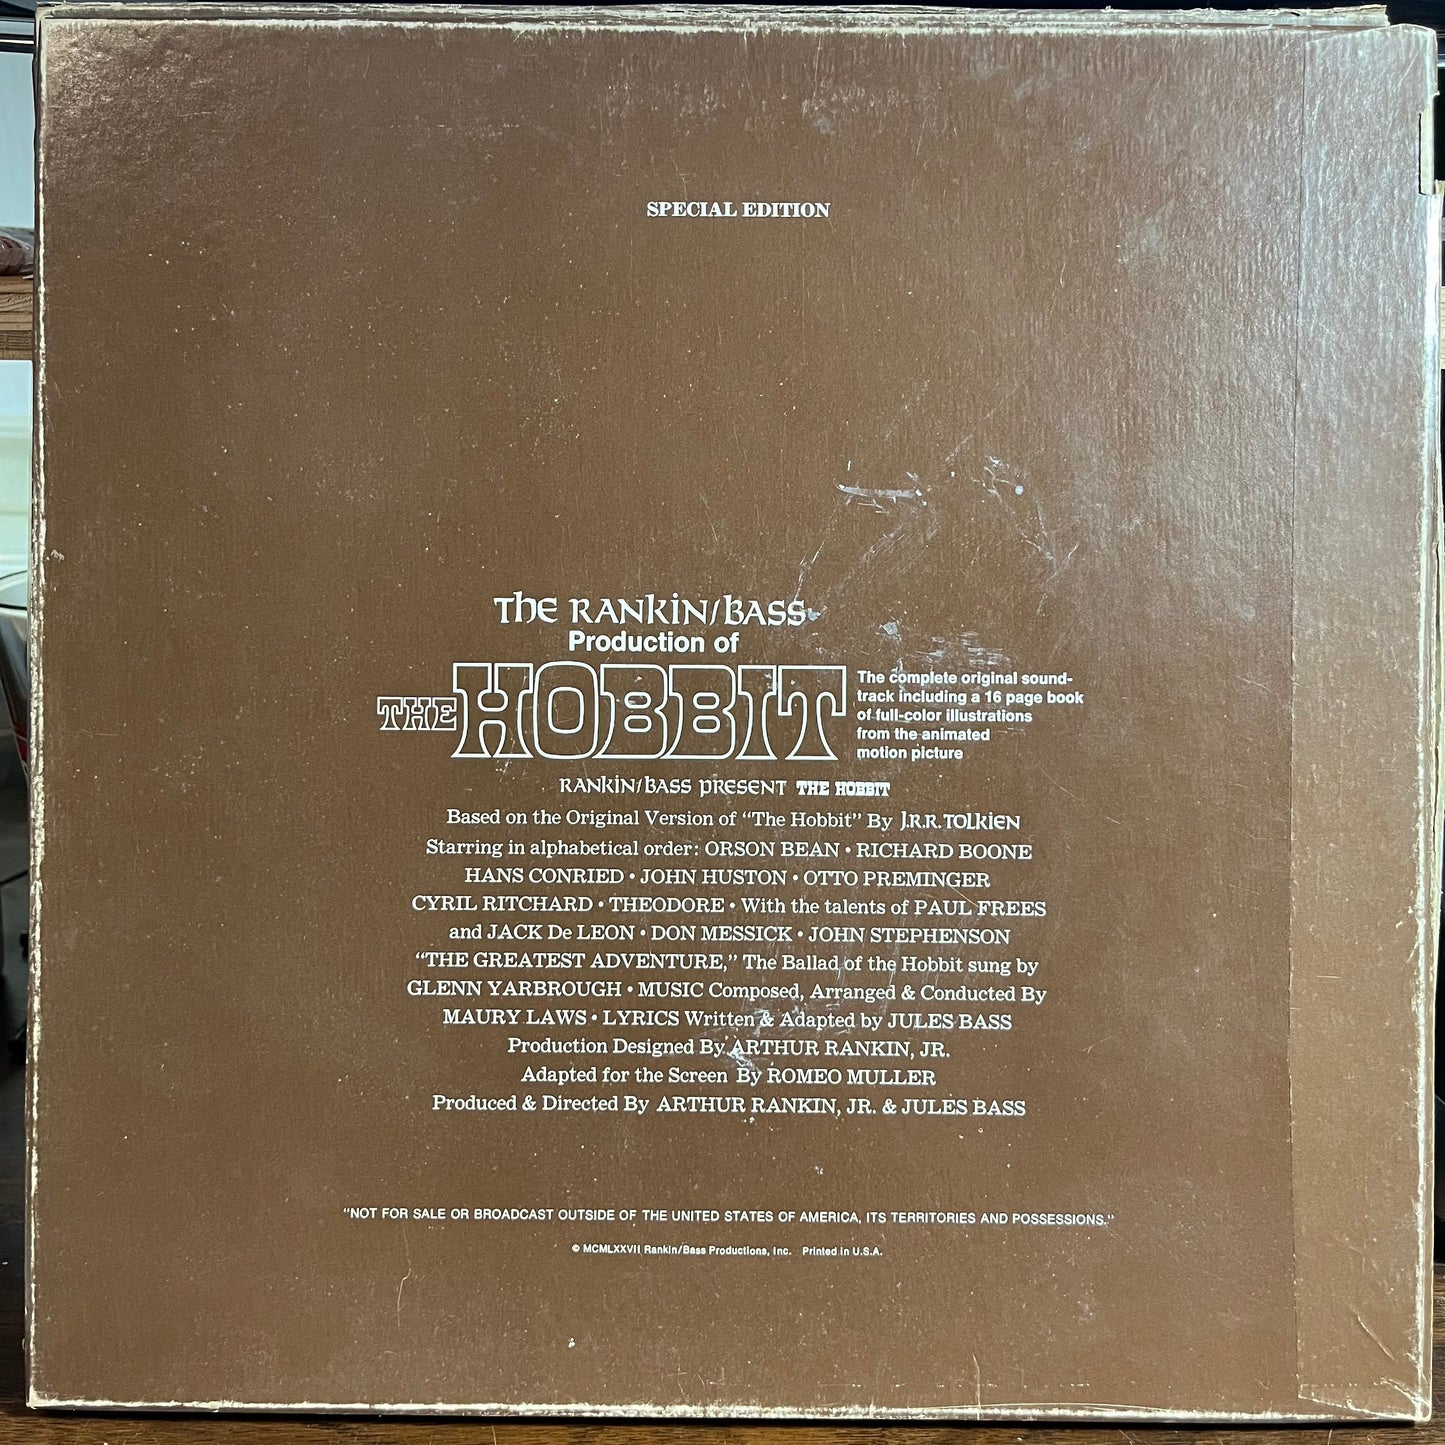 SPECIAL EDITION
The RANKIN/BASS
Production of
THE HOBBIT
The complete original sound-
track including a 16 page book
of full-color illustrations
from the animated
motion picture
RANKIN/BASS PRESENT THE HOBBIT
Based on the Original Version of "The Hobbit" By J.R.R. TOLKIEN
Starring in alphabetical order: ORSON BEAN • RICHARD BOONE
HANS CONRIED • JOHN HUSTON • OTTO PREMINGER
CYRIL RITCHARD • THEODORE • With the talents of PAUL FREES
and JACK De LEON • DON MESSICK • JOHN STEPHENSON
"THE GREATEST ADVENTURE," The Ballad of the Hobbit sung by
GLENN YARBROUGH • MUSIC Composed, Arranged & Conducted By
MAURY LAWS • LYRICS Written & Adapted by JULES BASS
Production Designed By ARTHUR RANKIN, JR.
Adapted for the Screen By ROMEO MULLER
Produced & Directed By ARTHUR RANKIN, JR. & JULES BASS
"NOT FOR SALE OR BROADCAST OUTSIDE OF THE UNITED STATES OF AMERICA, ITS TERRITORIES AND POSSESSIONS."
© MCMLXXVII Rankin/Bass Productions, Inc. Printed in U.S.A.